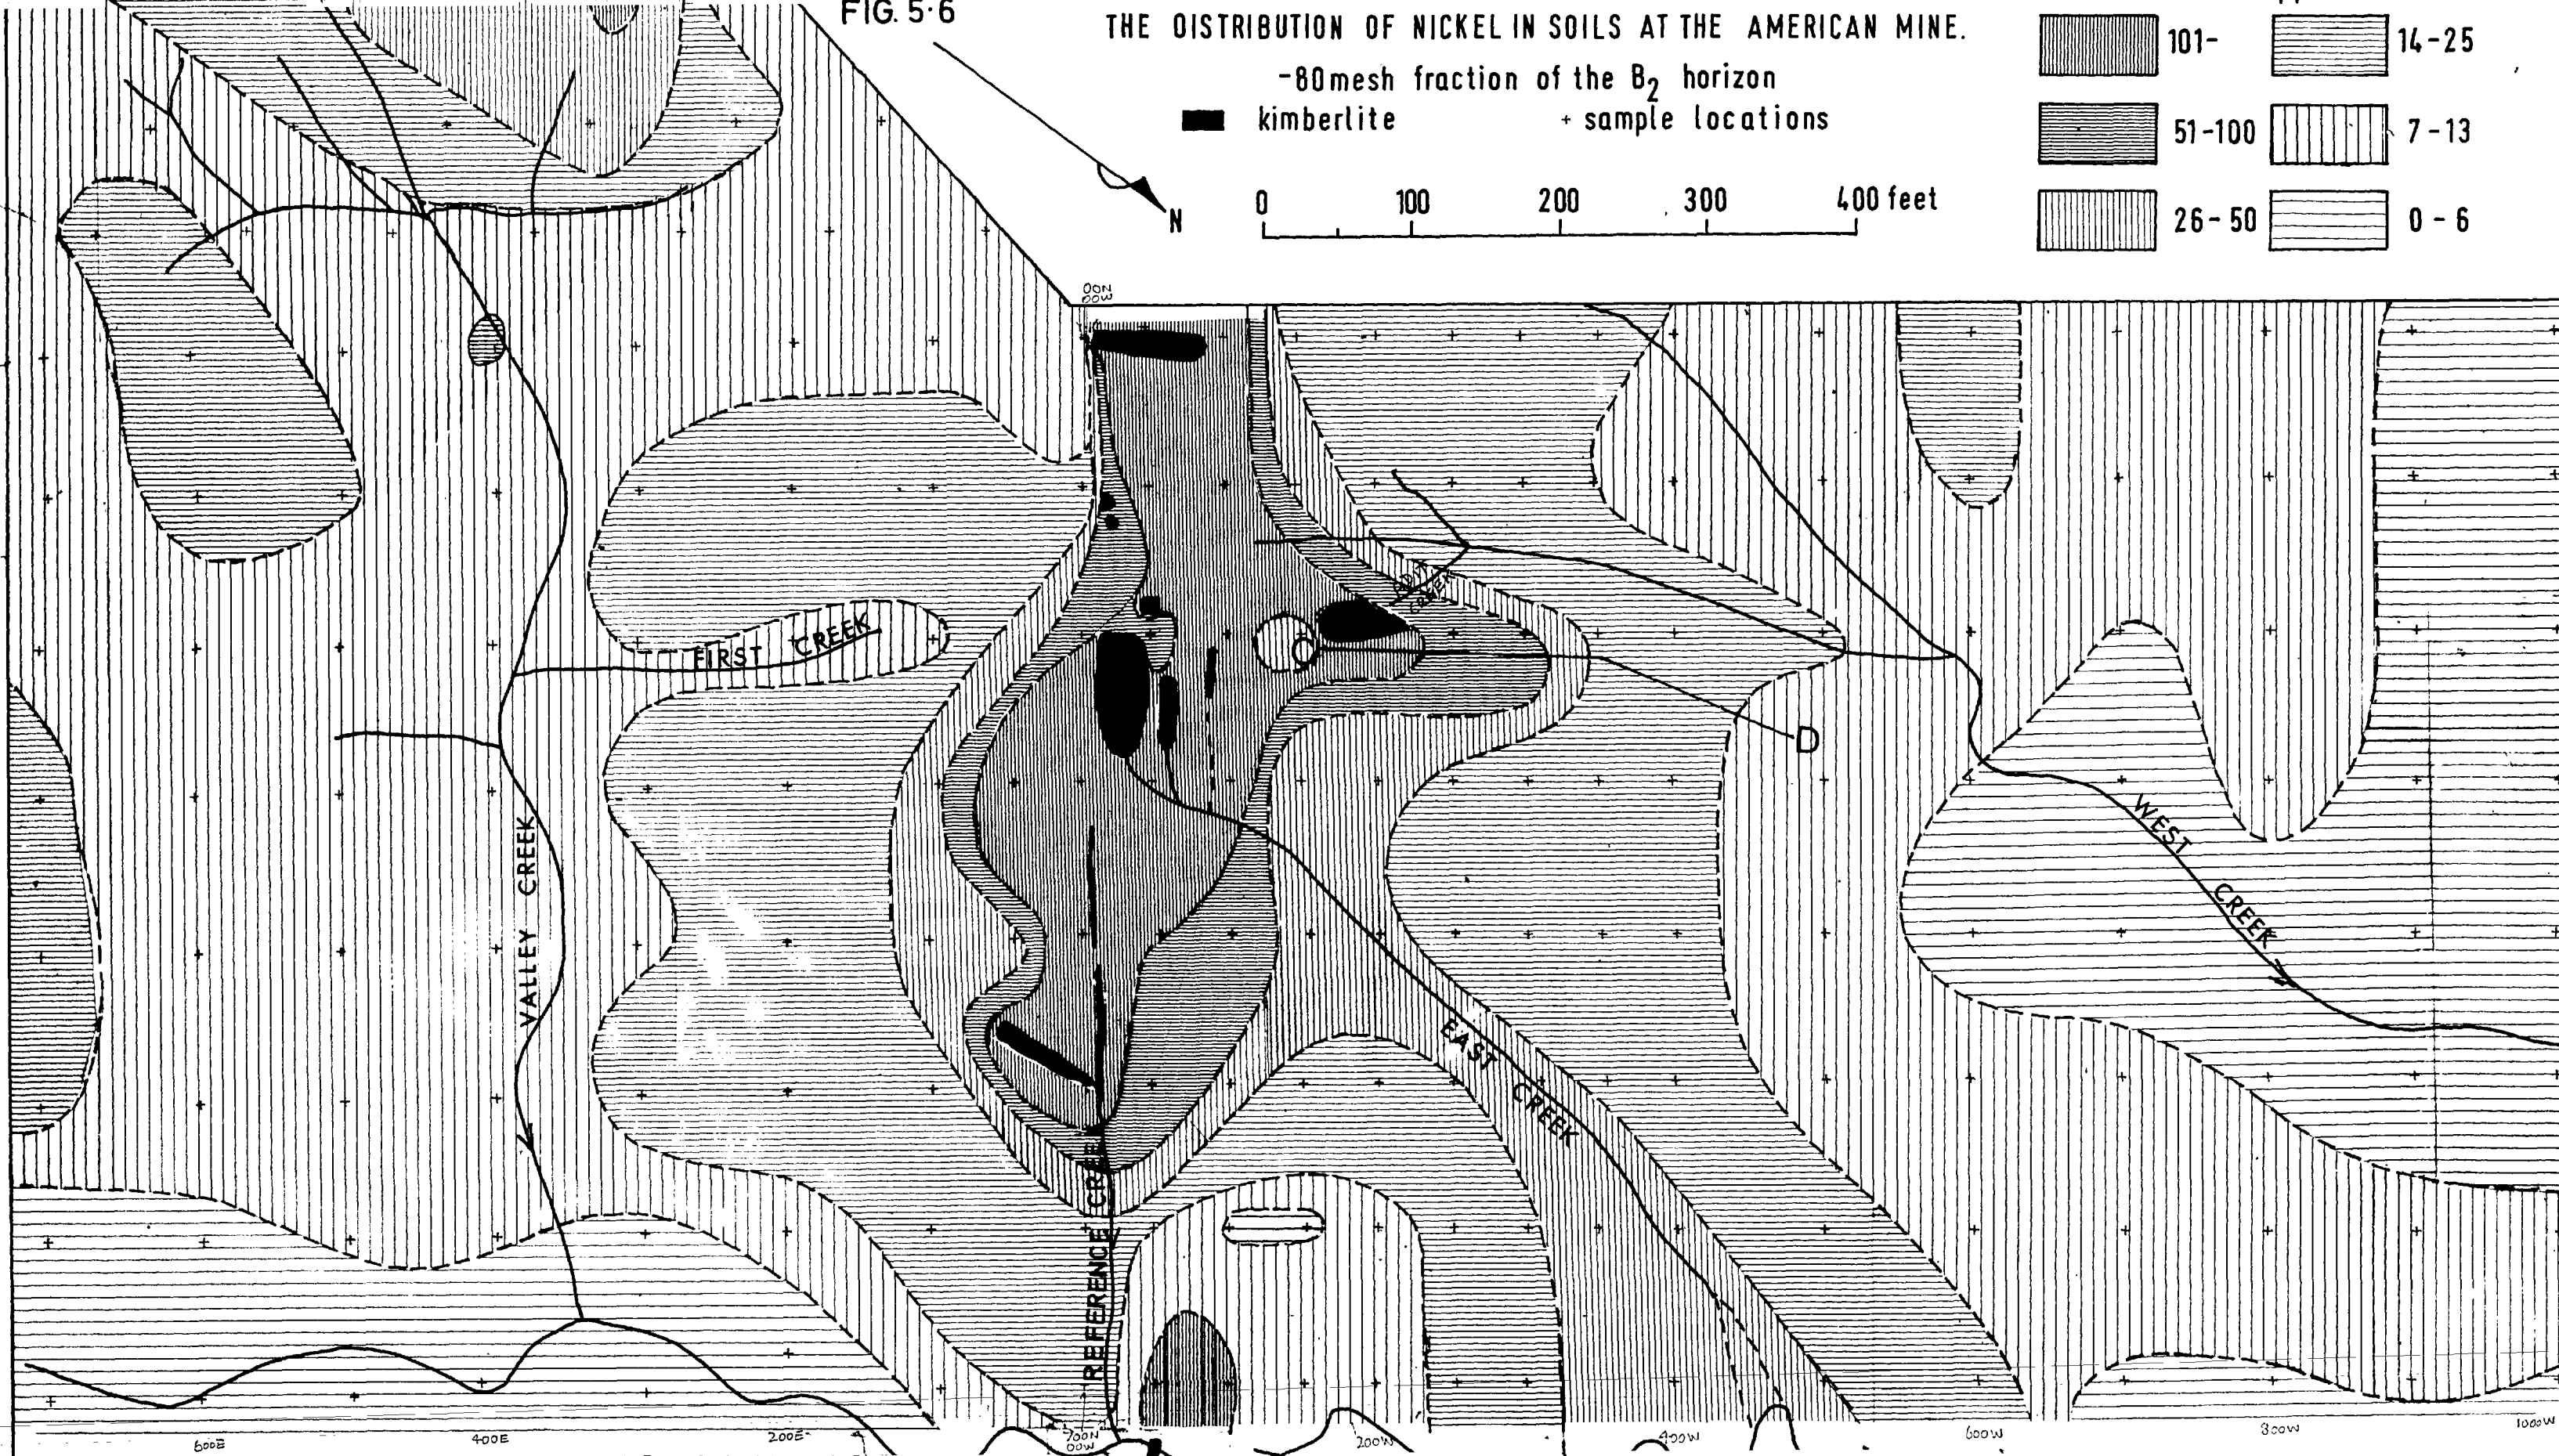 FIG. 5·6
THE DISTRIBUTION OF NICKEL IN SOILS AT THE AMERICAN MINE.
-80mesh fraction of the B2 horizon
kimberlite
+ sample locations
101-
14-25
51-100
7-13
26-50
0-6
N
0 100 200 300 400 feet
00N
00W
CREEK
C
D
FIRST CREEK
VALLEY CREEK
WEST CREEK
EAST CREEK
REFERENCE CREEK
600E
400E
200E
700N
00W
200W
400W
600W
800W
1000W